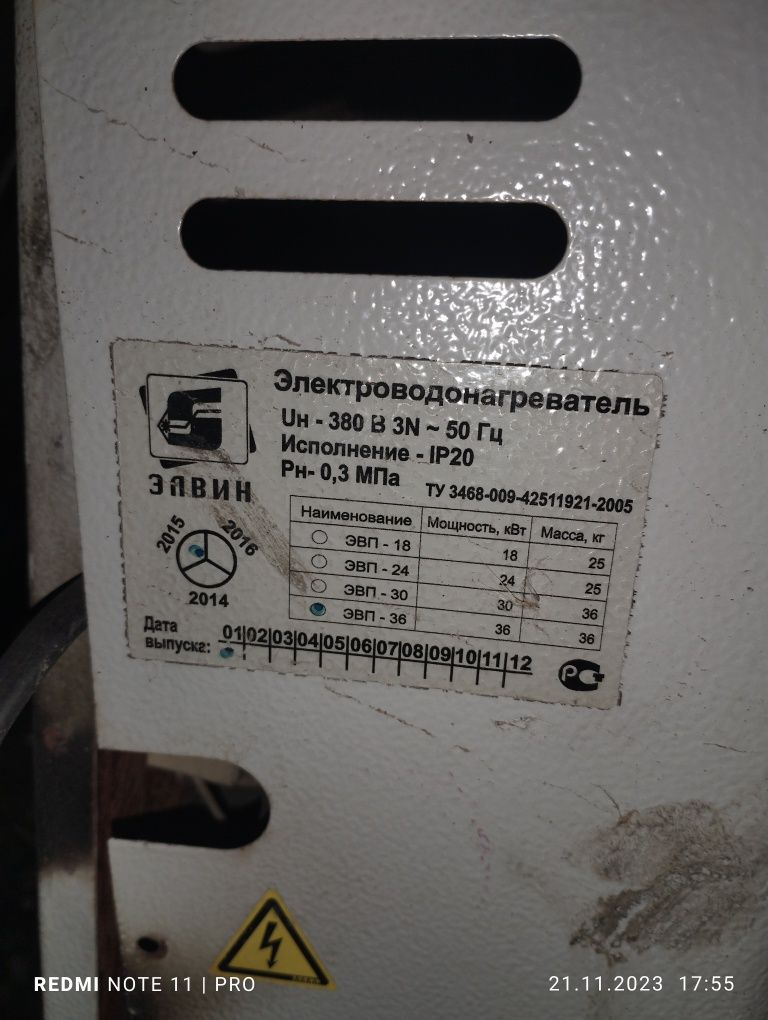 Электроводонагреватель
Uн - 380 В 3N ~ 50 Гц
Исполнение - IP20
Рн- 0,3 МПа
ТУ 3468-009-42511921-2005
ЭЛВИН
2015 2016
2014
Наименование Мощность, кВт Масса, кг
ЭВП - 18 18 25
ЭВП - 24 24 25
ЭВП - 30 30 36
ЭВП - 36 36 36
Дата
выпуска: 01|02|03|04|05|06|07|08|09|10|11|12
РСТ
REDMI NOTE 11 | PRO
21.11.2023 17:55